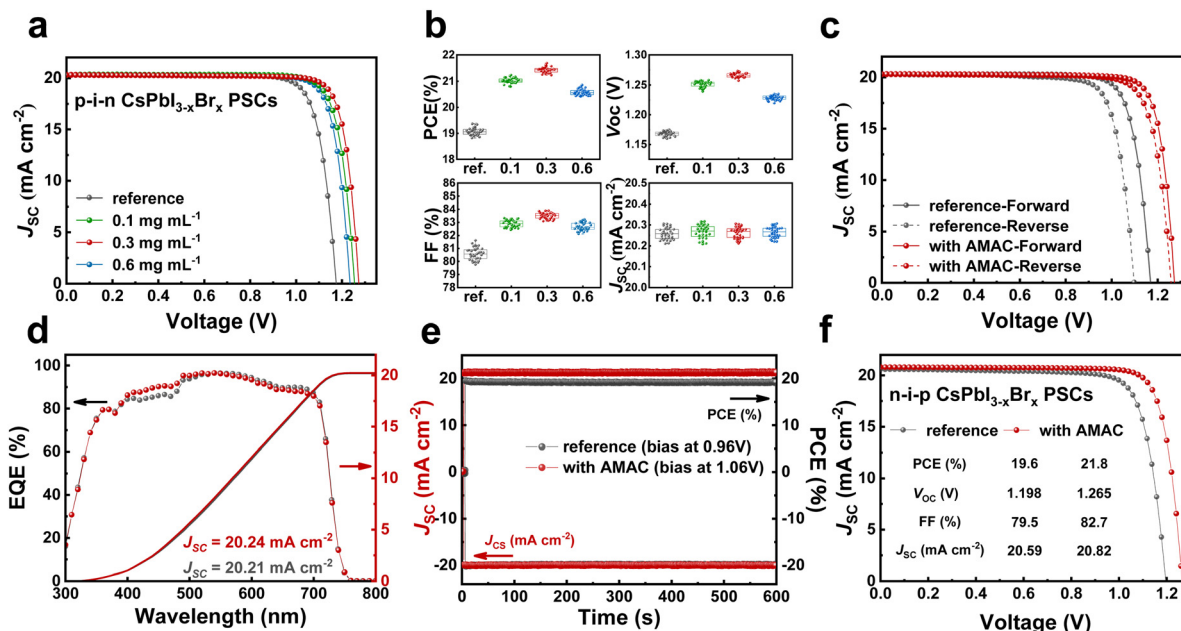 a
p-i-n CsPbI3-xBrx PSCs
reference
0.1 mg mL-1
0.3 mg mL-1
0.6 mg mL-1
JSC (mA cm-2)
20
15
10
5
0
0.0 0.2 0.4 0.6 0.8 1.0 1.2
Voltage (V)
b
PCE(%)
22
21
20
19
18
ref. 0.1 0.3 0.6
Voc (V)
1.30
1.25
1.20
1.15
ref. 0.1 0.3 0.6
FF (%)
86
85
84
83
82
81
80
79
78
ref. 0.1 0.3 0.6
JSC (mA cm-2)
20.5
20.4
20.3
20.2
20.1
20.0
ref. 0.1 0.3 0.6
c
JSC (mA cm-2)
20
15
10
5
0
reference-Forward
reference-Reverse
with AMAC-Forward
with AMAC-Reverse
0.0 0.2 0.4 0.6 0.8 1.0 1.2
Voltage (V)
d
EQE (%)
100
80
60
40
20
0
20
15
10
5
0
JSC (mA cm-2)
JSC = 20.24 mA cm-2
JSC = 20.21 mA cm-2
300 400 500 600 700 800
Wavelength (nm)
e
20
10
0
-10
-20
PCE (%)
reference (bias at 0.96V)
with AMAC (bias at 1.06V)
JCS (mA cm-2)
20
10
0
-10
-20
PCE (%)
0 100 200 300 400 500 600
Time (s)
f
JSC (mA cm-2)
20
15
10
5
0
n-i-p CsPbI3-xBrx PSCs
reference with AMAC
PCE (%) 19.6 21.8
VOC (V) 1.198 1.265
FF (%) 79.5 82.7
JSC (mA cm-2) 20.59 20.82
0.0 0.2 0.4 0.6 0.8 1.0 1.2
Voltage (V)